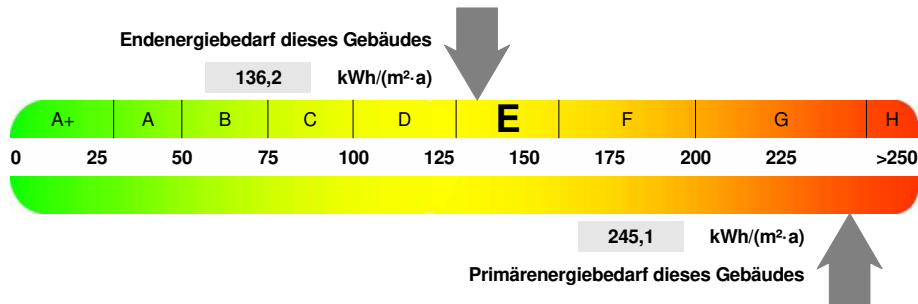 Endenergiebedarf dieses Gebäudes
136,2 kWh/(m²·a)
A+ A B C D E F G H
0 25 50 75 100 125 150 175 200 225 >250
245,1 kWh/(m²·a)
Primärenergiebedarf dieses Gebäudes